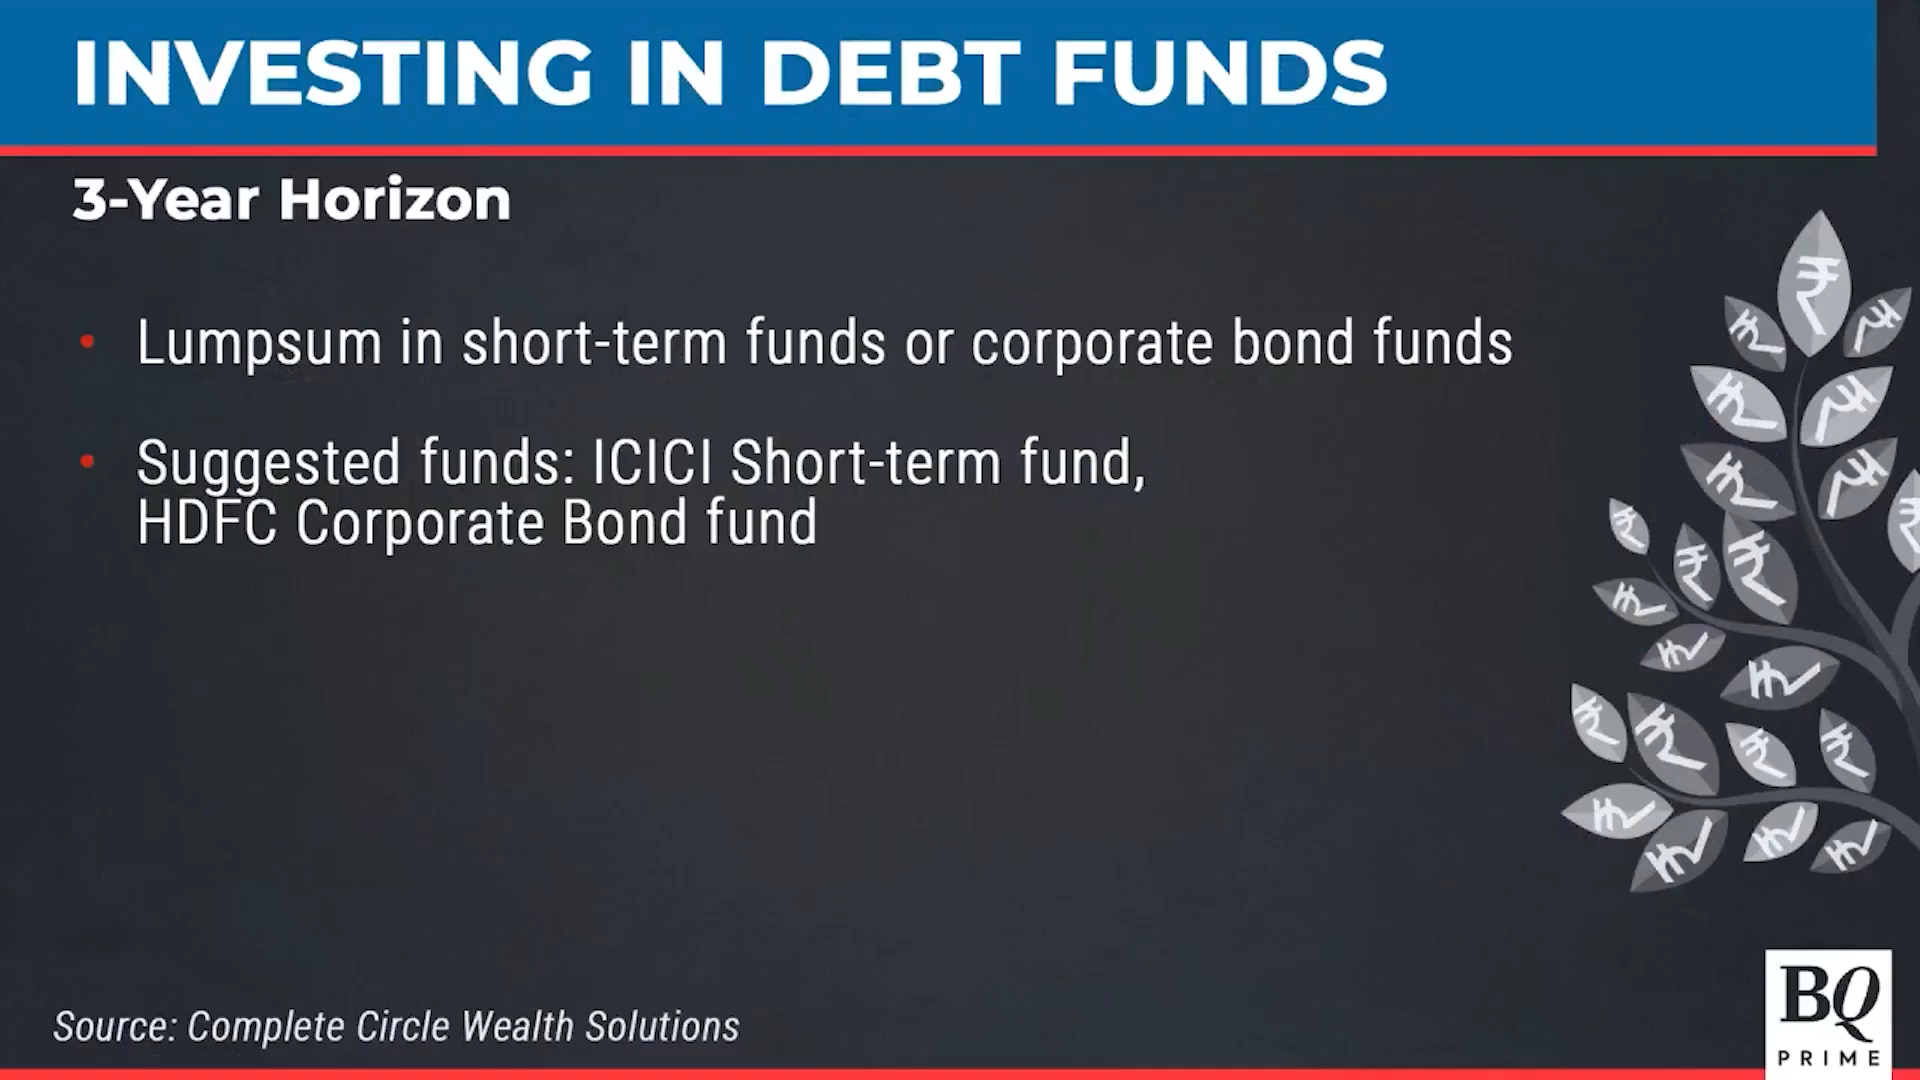 INVESTING IN DEBT FUNDS
3-Year Horizon
• Lumpsum in short-term funds or corporate bond funds
• Suggested funds: ICICI Short-term fund,
HDFC Corporate Bond fund
₹
Source: Complete Circle Wealth Solutions
BQ
PRIME